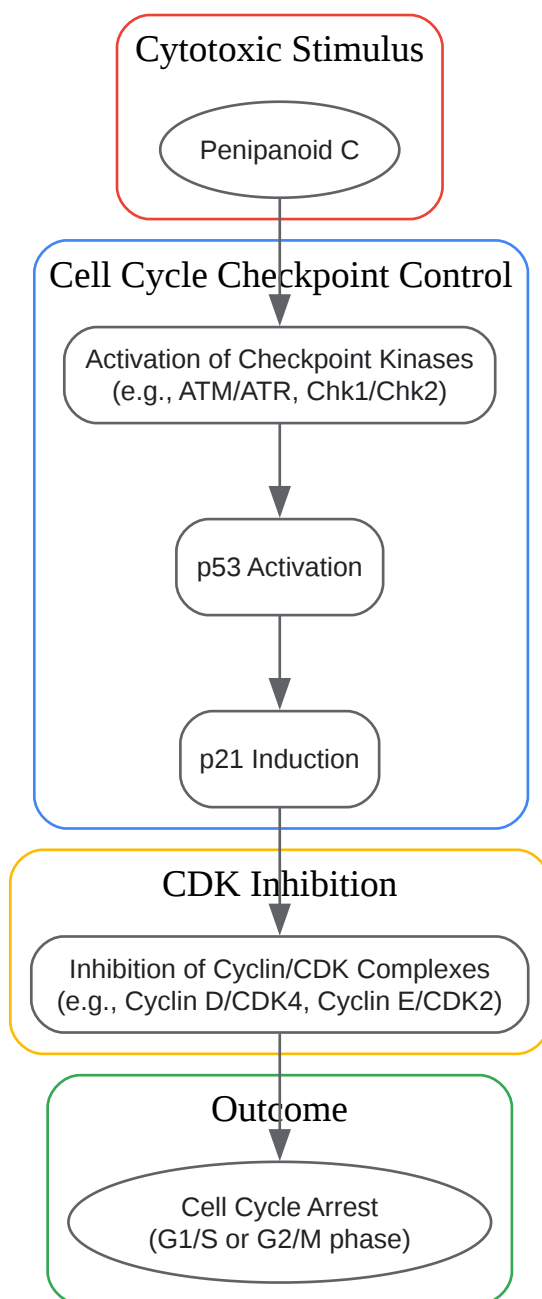 Cytotoxic Stimulus
Penipanoid C
Cell Cycle Checkpoint Control
Activation of Checkpoint Kinases
(e.g., ATM/ATR, Chk1/Chk2)
p53 Activation
p21 Induction
CDK Inhibition
Inhibition of Cyclin/CDK Complexes
(e.g., Cyclin D/CDK4, Cyclin E/CDK2)
Outcome
Cell Cycle Arrest
(G1/S or G2/M phase)